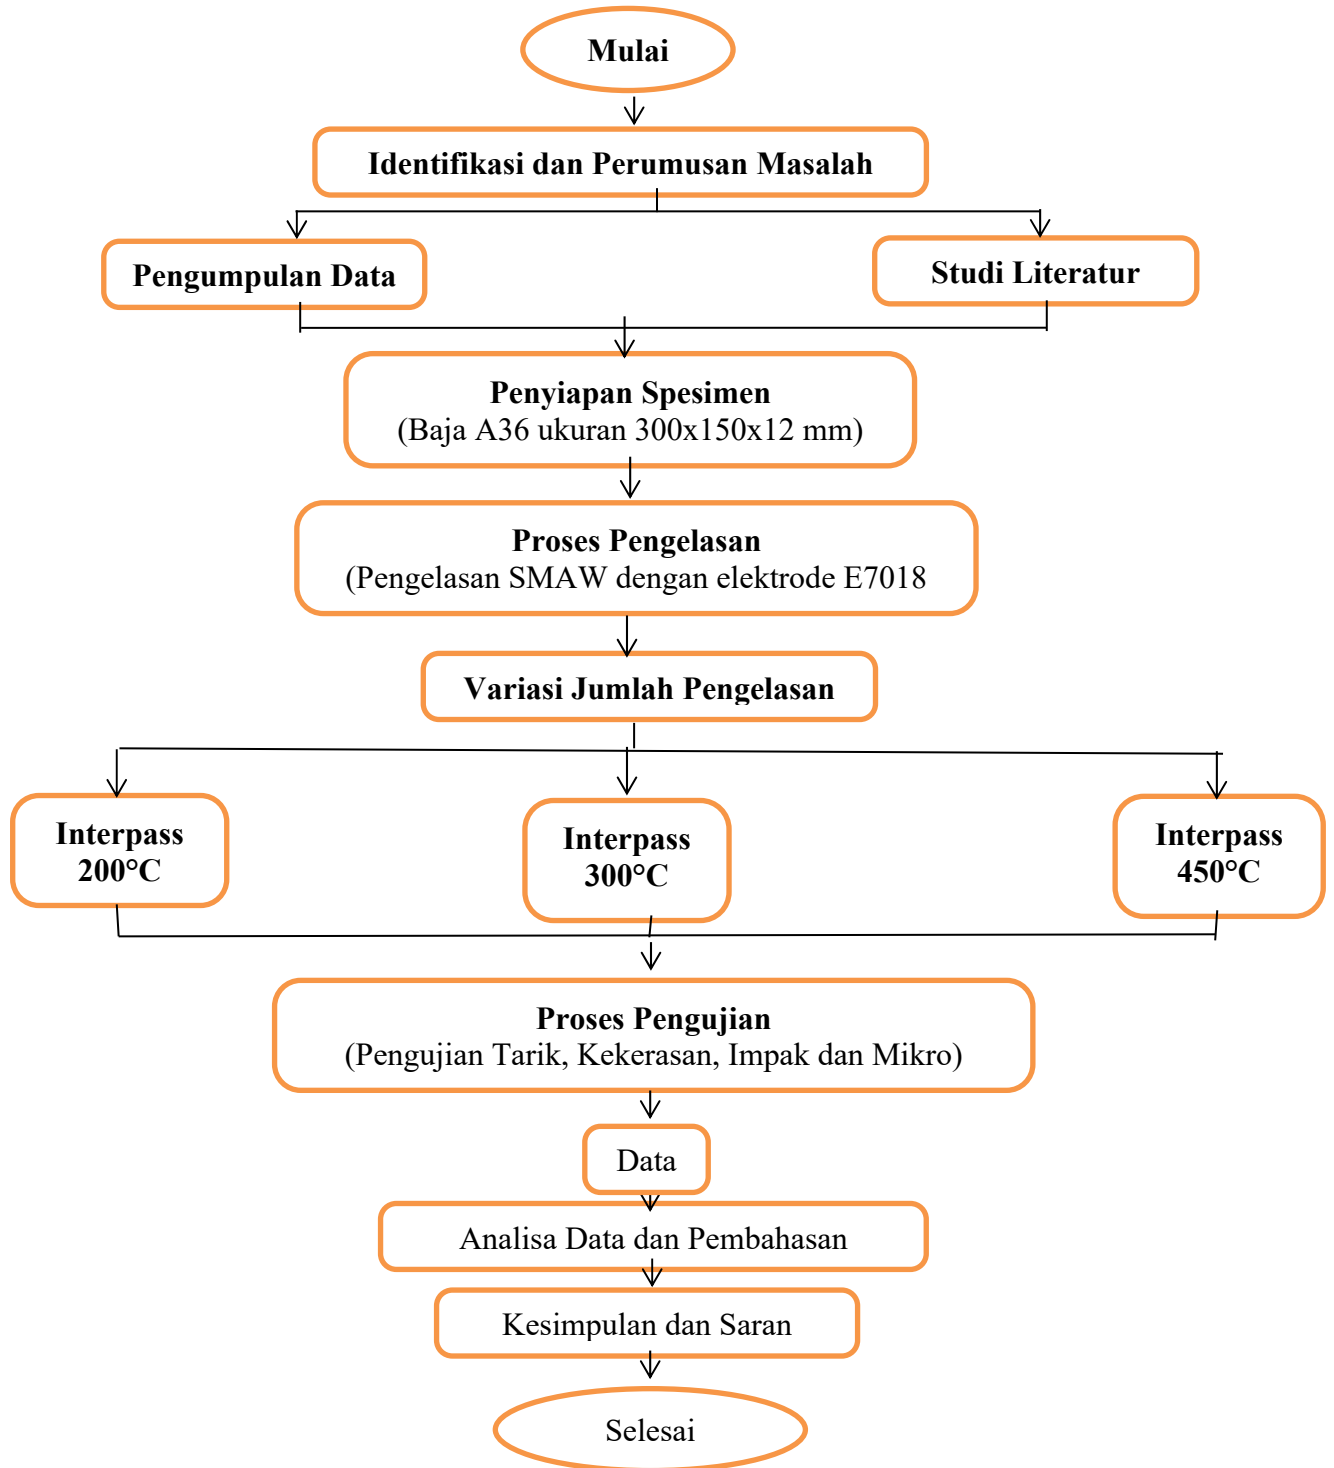 Mulai
Identifikasi dan Perumusan Masalah
Pengumpulan Data
Studi Literatur
Penyiapan Spesimen
(Baja A36 ukuran 300x150x12 mm)
Proses Pengelasan
(Pengelasan SMAW dengan elektrode E7018
Variasi Jumlah Pengelasan
Interpass
200°C
Interpass
300°C
Interpass
450°C
Proses Pengujian
(Pengujian Tarik, Kekerasan, Impak dan Mikro)
Data
Analisa Data dan Pembahasan
Kesimpulan dan Saran
Selesai